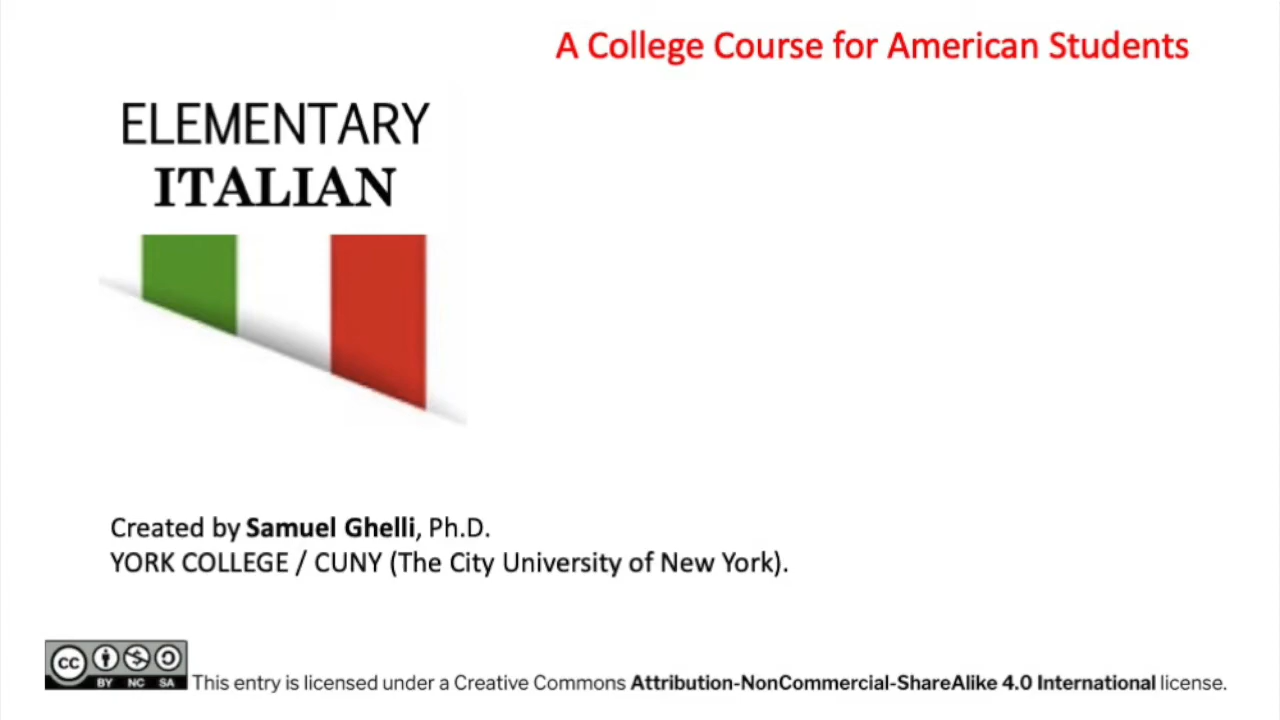 A College Course for American Students
ELEMENTARY
ITALIAN
Created by Samuel Ghelli, Ph.D.
YORK COLLEGE / CUNY (The City University of New York).
cc BY NC SA This entry is licensed under a Creative Commons Attribution-NonCommercial-ShareAlike 4.0 International license.